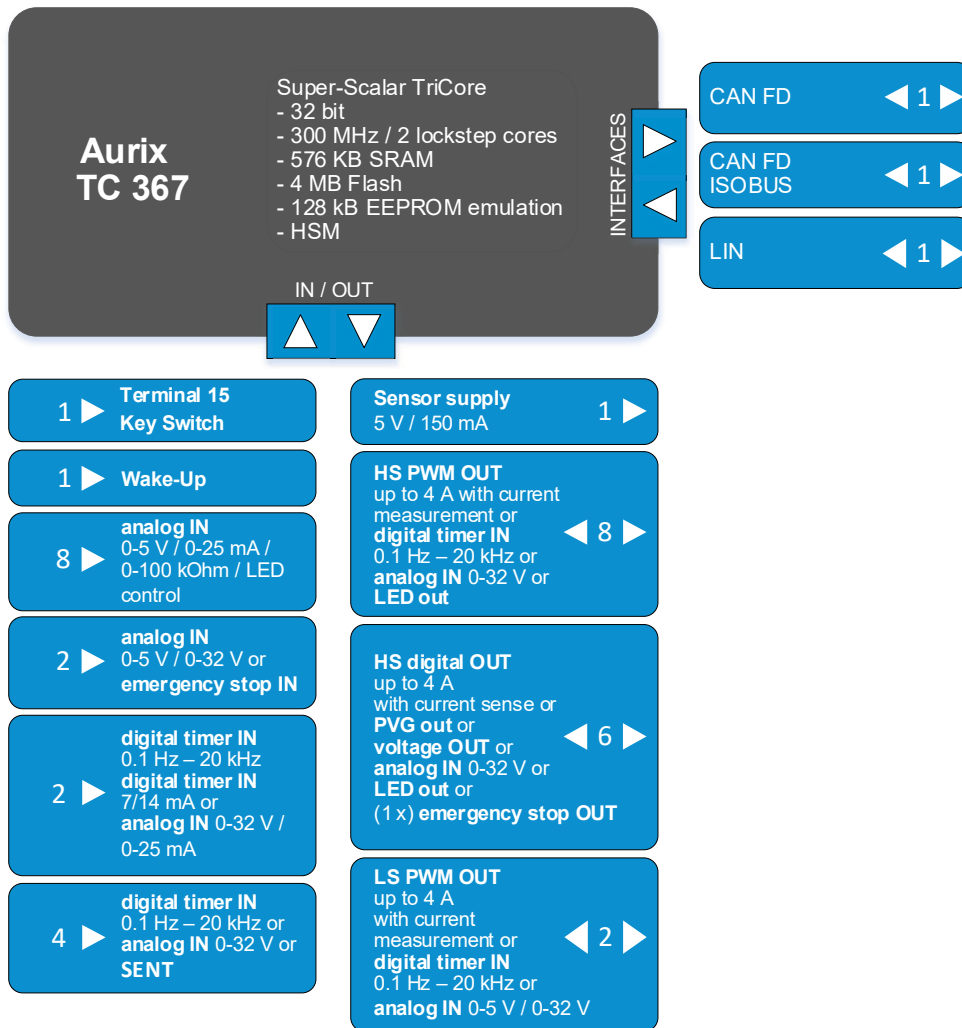 Aurix
TC 367
Super-Scalar TriCore
- 32 bit
- 300 MHz / 2 lockstep cores
- 576 KB SRAM
- 4 MB Flash
- 128 kB EEPROM emulation
- HSM
INTERFACES
IN / OUT
CAN FD
1
CAN FD
ISOBUS
1
LIN
1
1
Terminal 15
Key Switch
1
Wake-Up
8
analog IN
0-5 V / 0-25 mA /
0-100 kOhm / LED
control
2
analog IN
0-5 V / 0-32 V or
emergency stop IN
2
digital timer IN
0.1 Hz – 20 kHz
digital timer IN
7/14 mA or
analog IN 0-32 V /
0-25 mA
4
digital timer IN
0.1 Hz – 20 kHz or
analog IN 0-32 V or
SENT
Sensor supply
5 V / 150 mA
1
HS PWM OUT
up to 4 A with current
measurement or
digital timer IN
0.1 Hz – 20 kHz or
analog IN 0-32 V or
LED out
8
HS digital OUT
up to 4 A
with current sense or
PVG out or
voltage OUT or
analog IN 0-32 V or
LED out or
(1 x) emergency stop OUT
6
LS PWM OUT
up to 4 A
with current
measurement or
digital timer IN
0.1 Hz – 20 kHz or
analog IN 0-5 V / 0-32 V
2